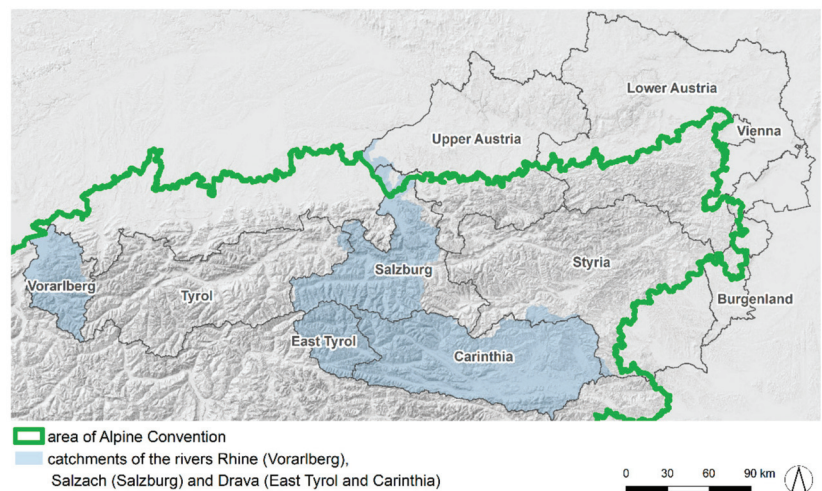 Lower Austria
Vienna
Upper Austria
Vorarlberg
Tyrol
Salzburg
Styria
Burgenland
East Tyrol
Carinthia
area of Alpine Convention
catchments of the rivers Rhine (Vorarlberg),
Salzach (Salzburg) and Drava (East Tyrol and Carinthia)
0 30 60 90 km